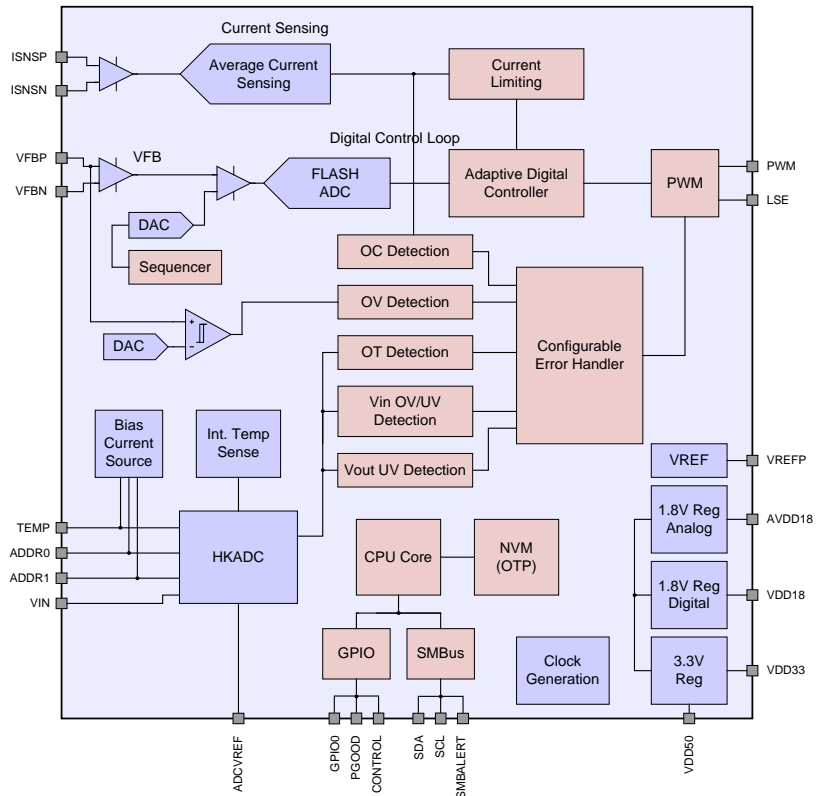 Current Sensing
ISNSP
ISNSN
Average Current
Sensing
Current
Limiting
Digital Control Loop
VFBP
VFBN
VFB
FLASH
ADC
Adaptive Digital
Controller
PWM
PWM
LSE
DAC
Sequencer
OC Detection
OV Detection
+
-
DAC
OT Detection
Configurable
Error Handler
Vin OV/UV
Detection
Vout UV Detection
Bias
Current
Source
Int. Temp
Sense
VREF
VREFP
TEMP
ADDR0
ADDR1
VIN
HKADC
CPU Core
NVM
(OTP)
1.8V Reg
Analog
AVDD18
1.8V Reg
Digital
VDD18
GPIO
SMBus
Clock
Generation
3.3V
Reg
VDD33
ADCVREF
GPIO0
PGOOD
CONTROL
SDA
SCL
SMBALERT
VDD50